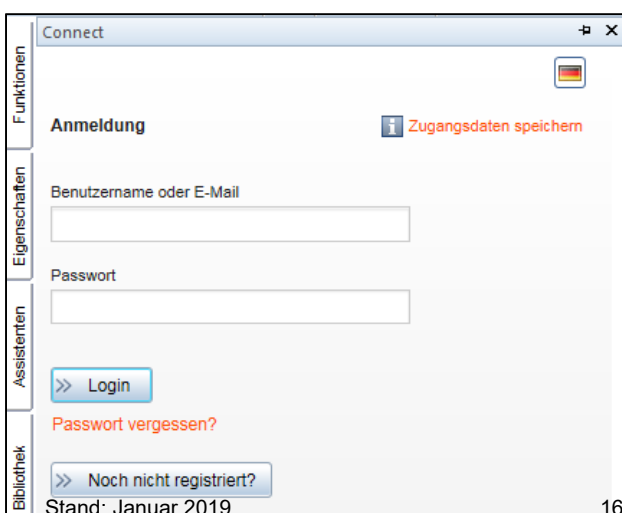 Connect
Funktionen
Anmeldung
Zugangsdaten speichern
Eigenschaften
Benutzername oder E-Mail
Passwort
Assistenten
Login
Passwort vergessen?
Bibliothek
Noch nicht registriert?
Stand: Januar 2019
16